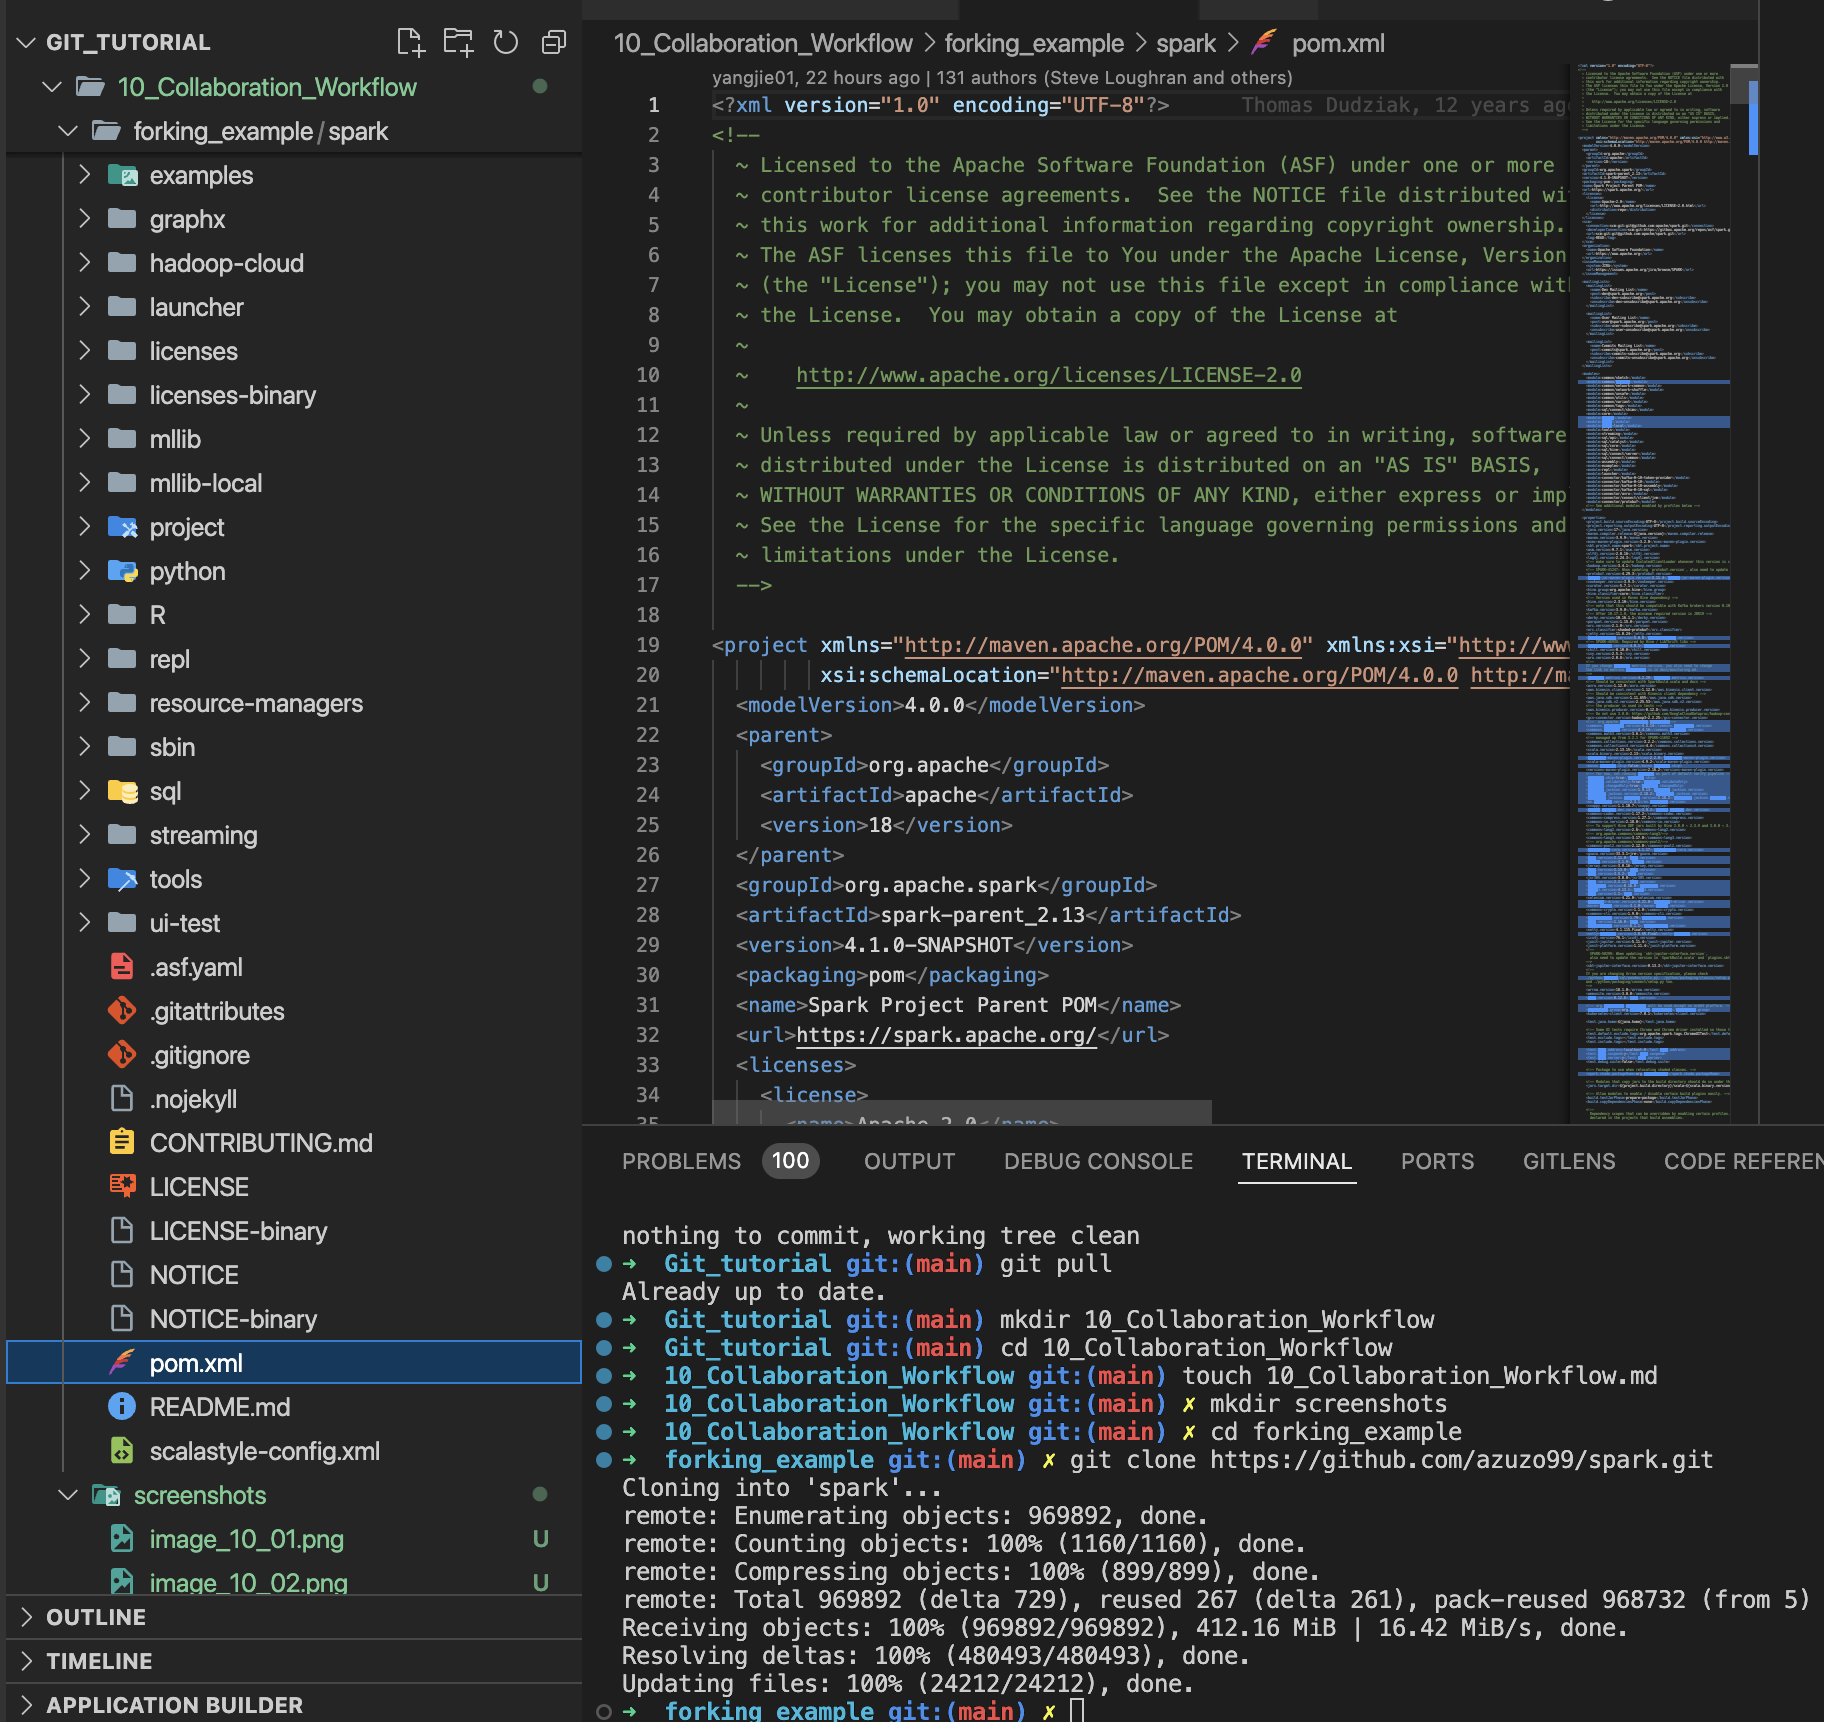 GIT_TUTORIAL
10_Collaboration_Workflow
forking_example / spark
examples
graphx
hadoop-cloud
launcher
licenses
licenses-binary
mllib
mllib-local
project
python
R
repl
resource-managers
sbin
sql
streaming
tools
ui-test
.asf.yaml
.gitattributes
.gitignore
.nojekyll
CONTRIBUTING.md
LICENSE
LICENSE-binary
NOTICE
NOTICE-binary
pom.xml
README.md
scalastyle-config.xml
screenshots
image_10_01.png U
image_10_02.png U
OUTLINE
TIMELINE
APPLICATION BUILDER
10_Collaboration_Workflow > forking_example > spark > pom.xml
yangjie01, 22 hours ago | 131 authors (Steve Loughran and others)
1 <?xml version="1.0" encoding="UTF-8"?> Thomas Dudziak, 12 years ag
2 <!--
3 ~ Licensed to the Apache Software Foundation (ASF) under one or more
4 ~ contributor license agreements.  See the NOTICE file distributed wi
5 ~ this work for additional information regarding copyright ownership.
6 ~ The ASF licenses this file to You under the Apache License, Version
7 ~ (the "License"); you may not use this file except in compliance wit
8 ~ the License.  You may obtain a copy of the License at
9 ~
10 ~    http://www.apache.org/licenses/LICENSE-2.0
11 ~
12 ~ Unless required by applicable law or agreed to in writing, software
13 ~ distributed under the License is distributed on an "AS IS" BASIS,
14 ~ WITHOUT WARRANTIES OR CONDITIONS OF ANY KIND, either express or imp
15 ~ See the License for the specific language governing permissions and
16 ~ limitations under the License.
17 -->
18
19 <project xmlns="http://maven.apache.org/POM/4.0.0" xmlns:xsi="http://ww
20 xsi:schemaLocation="http://maven.apache.org/POM/4.0.0 http://m
21 <modelVersion>4.0.0</modelVersion>
22 <parent>
23 <groupId>org.apache</groupId>
24 <artifactId>apache</artifactId>
25 <version>18</version>
26 </parent>
27 <groupId>org.apache.spark</groupId>
28 <artifactId>spark-parent_2.13</artifactId>
29 <version>4.1.0-SNAPSHOT</version>
30 <packaging>pom</packaging>
31 <name>Spark Project Parent POM</name>
32 <url>https://spark.apache.org/</url>
33 <licenses>
34 <license>
35 <name>Apache 2.0</name>
PROBLEMS 100 OUTPUT DEBUG CONSOLE TERMINAL PORTS GITLENS CODE REFEREN
nothing to commit, working tree clean
➜ Git_tutorial git:(main) git pull
Already up to date.
➜ Git_tutorial git:(main) mkdir 10_Collaboration_Workflow
➜ Git_tutorial git:(main) cd 10_Collaboration_Workflow
➜ 10_Collaboration_Workflow git:(main) touch 10_Collaboration_Workflow.md
➜ 10_Collaboration_Workflow git:(main) ✗ mkdir screenshots
➜ 10_Collaboration_Workflow git:(main) ✗ cd forking_example
➜ forking_example git:(main) ✗ git clone https://github.com/azuzo99/spark.git
Cloning into 'spark'...
remote: Enumerating objects: 969892, done.
remote: Counting objects: 100% (1160/1160), done.
remote: Compressing objects: 100% (899/899), done.
remote: Total 969892 (delta 729), reused 267 (delta 261), pack-reused 968732 (from 5)
Receiving objects: 100% (969892/969892), 412.16 MiB | 16.42 MiB/s, done.
Resolving deltas: 100% (480493/480493), done.
Updating files: 100% (24212/24212), done.
➜ forking_example git:(main) ✗